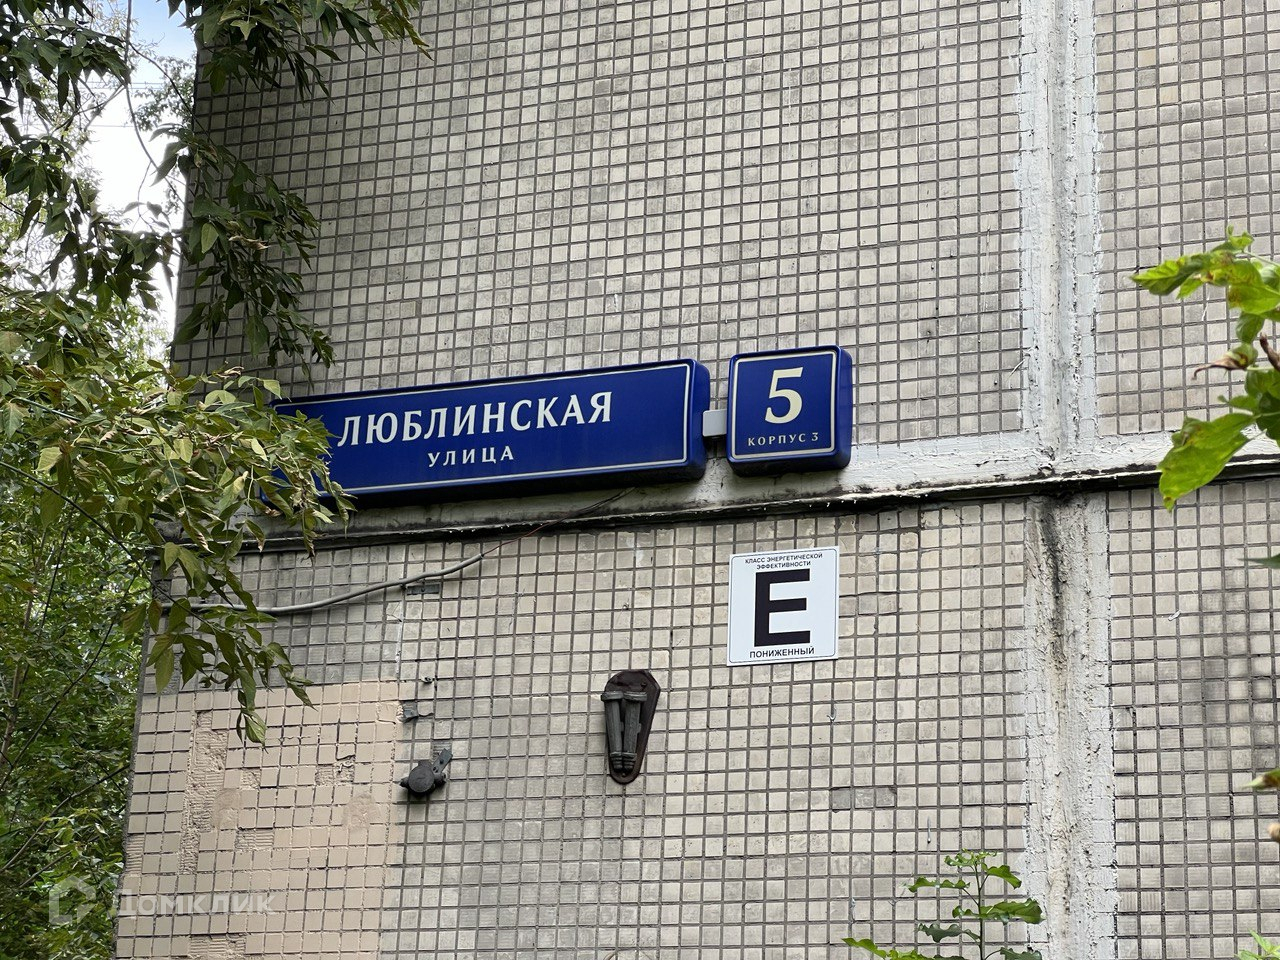 ЛЮБЛИНСКАЯ
УЛИЦА
5
КОРПУС 3
КЛАСС ЭНЕРГЕТИЧЕСКОЙ
ЭФФЕКТИВНОСТИ
E
ПОНИЖЕННЫЙ
ДОМКЛИК